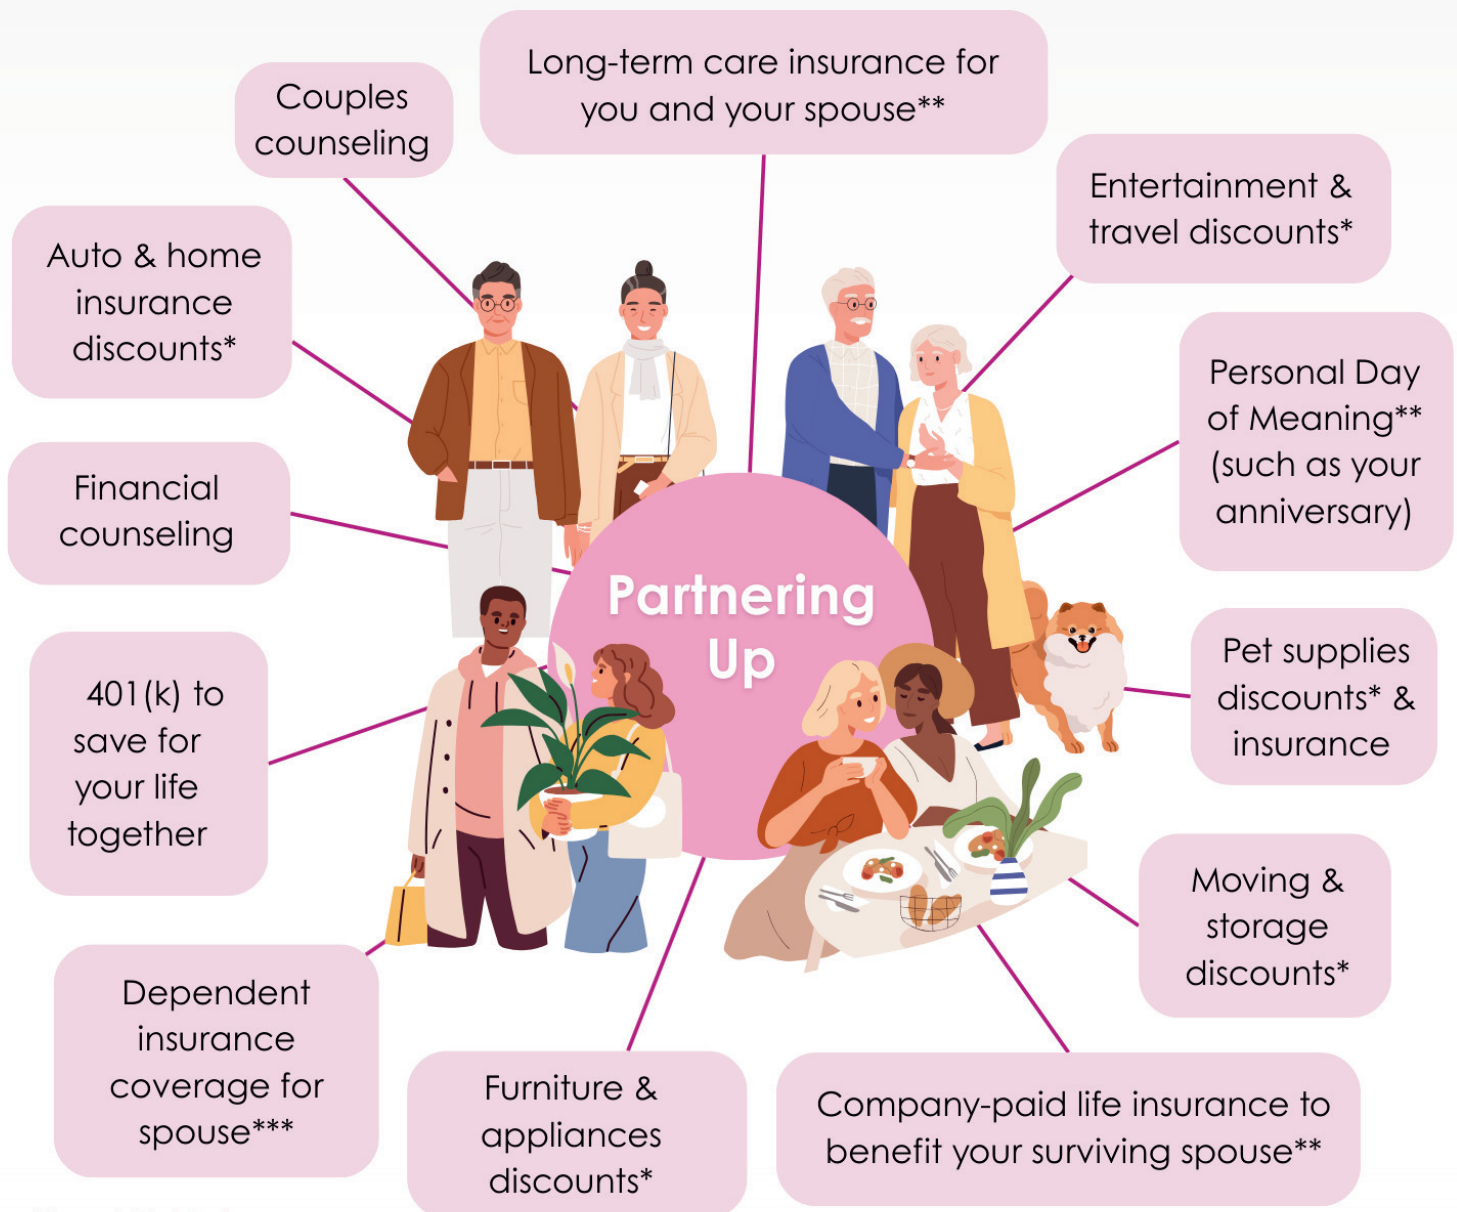 Long-term care insurance for
you and your spouse**
Couples
counseling
Entertainment &
travel discounts*
Auto & home
insurance
discounts*
Personal Day
of Meaning**
(such as your
anniversary)
Financial
counseling
Partnering
Up
Pet supplies
discounts* &
insurance
401(k) to
save for
your life
together
Moving &
storage
discounts*
Dependent
insurance
coverage for
spouse***
Furniture &
appliances
discounts*
Company-paid life insurance to
benefit your surviving spouse**